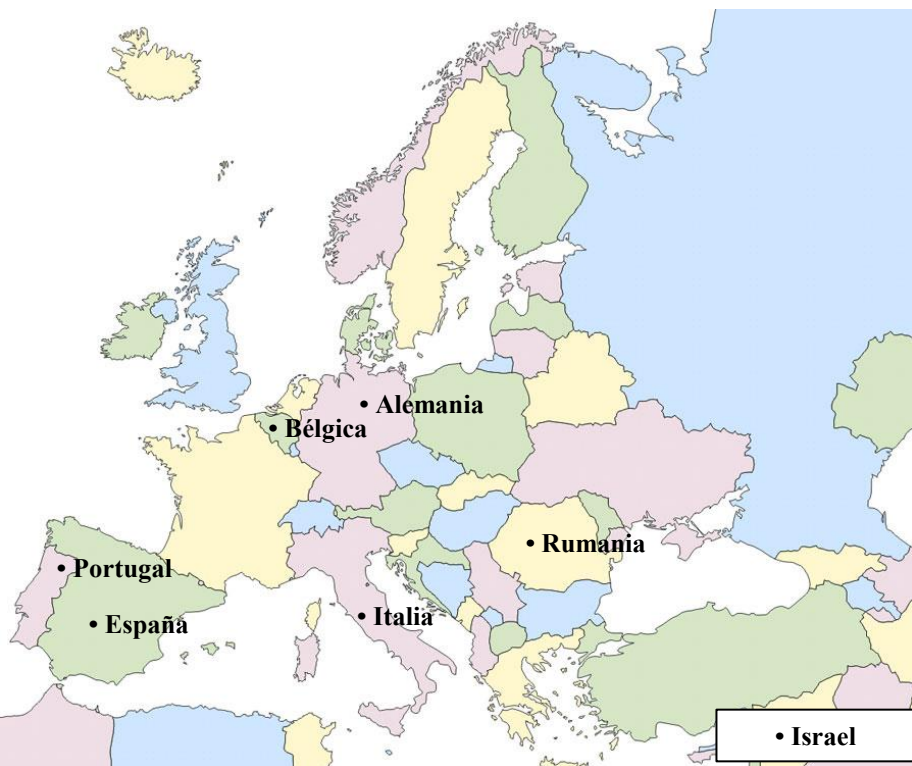 • Alemania
• Bélgica
• Rumania
• Portugal
• Italia
• España
• Israel